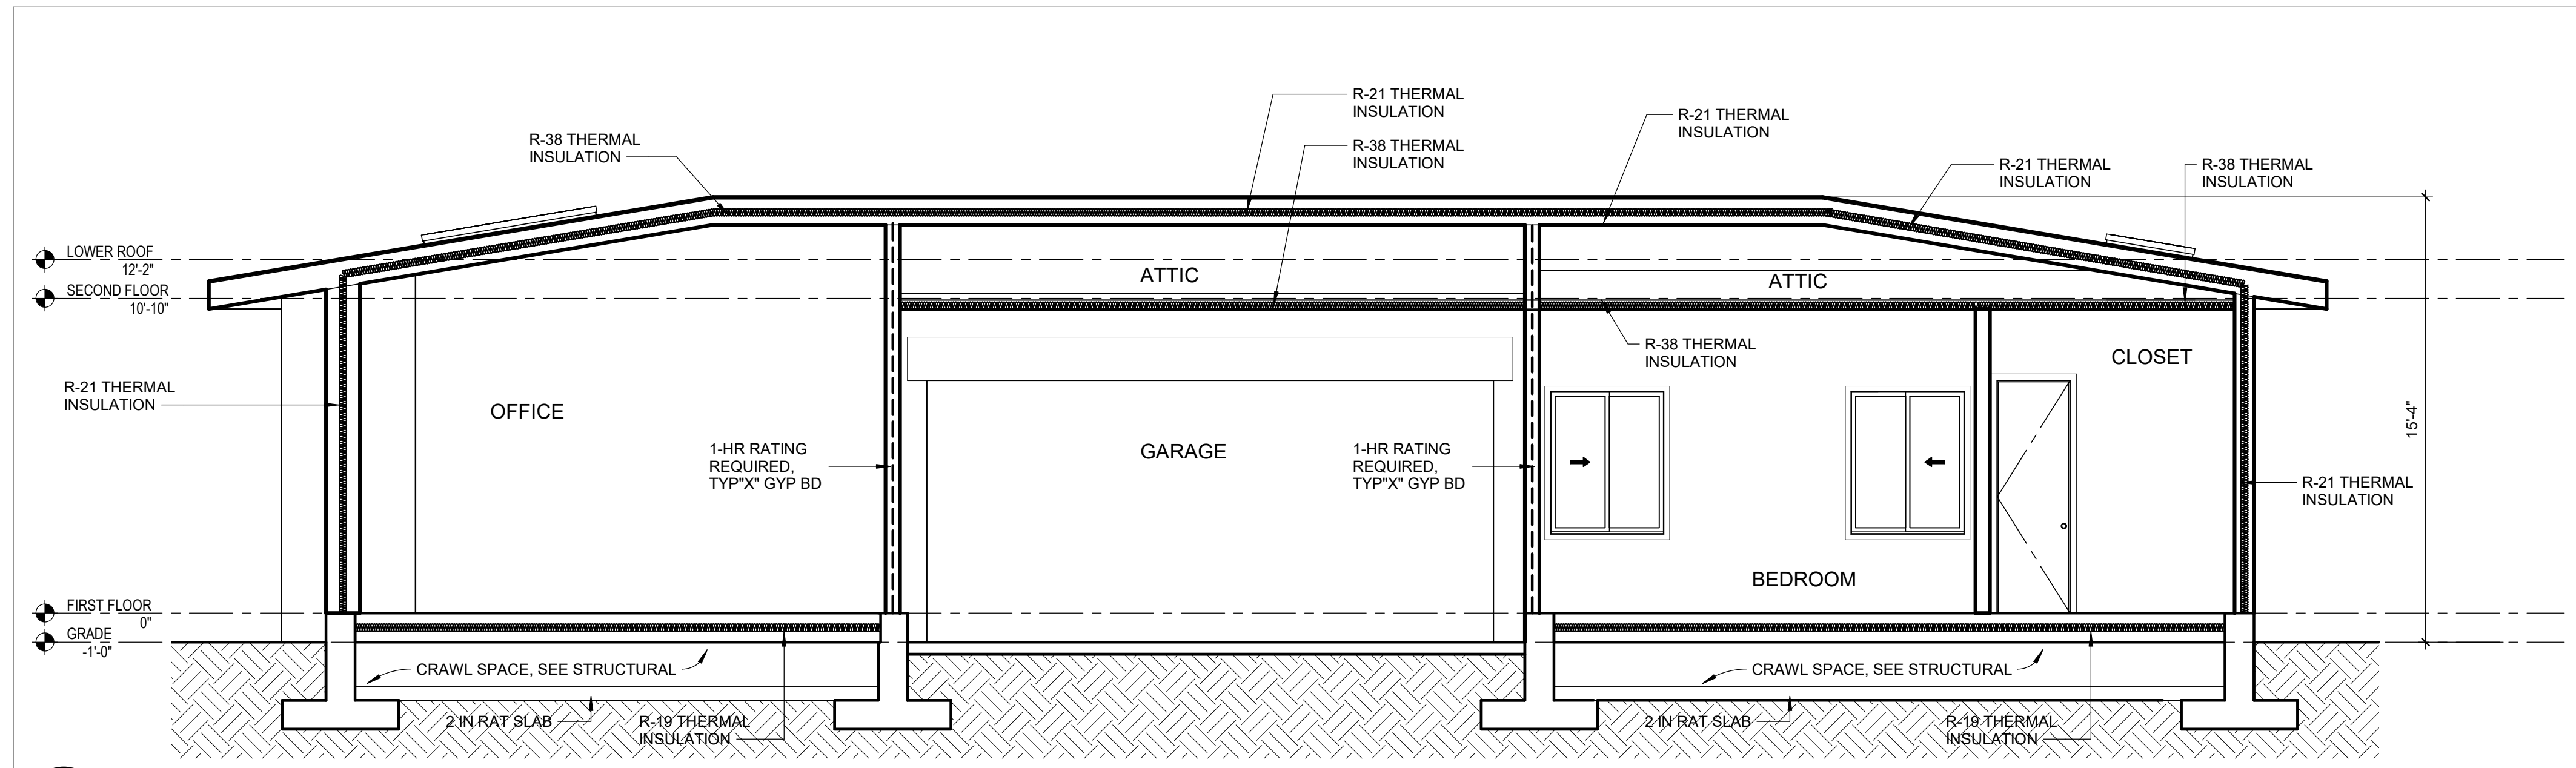 R-21 THERMAL
INSULATION
R-21 THERMAL
INSULATION
R-38 THERMAL
INSULATION
R-38 THERMAL
INSULATION
R-21 THERMAL
INSULATION
R-38 THERMAL
INSULATION
LOWER ROOF
12'-2"
SECOND FLOOR
10'-10"
ATTIC
ATTIC
R-38 THERMAL
INSULATION
CLOSET
R-21 THERMAL
INSULATION
OFFICE
15'-4"
1-HR RATING
REQUIRED,
TYP"X" GYP BD
GARAGE
1-HR RATING
REQUIRED,
TYP"X" GYP BD
R-21 THERMAL
INSULATION
BEDROOM
FIRST FLOOR
0"
GRADE
-1'-0"
CRAWL SPACE, SEE STRUCTURAL
CRAWL SPACE, SEE STRUCTURAL
2 IN RAT SLAB
R-19 THERMAL
INSULATION
2 IN RAT SLAB
R-19 THERMAL
INSULATION